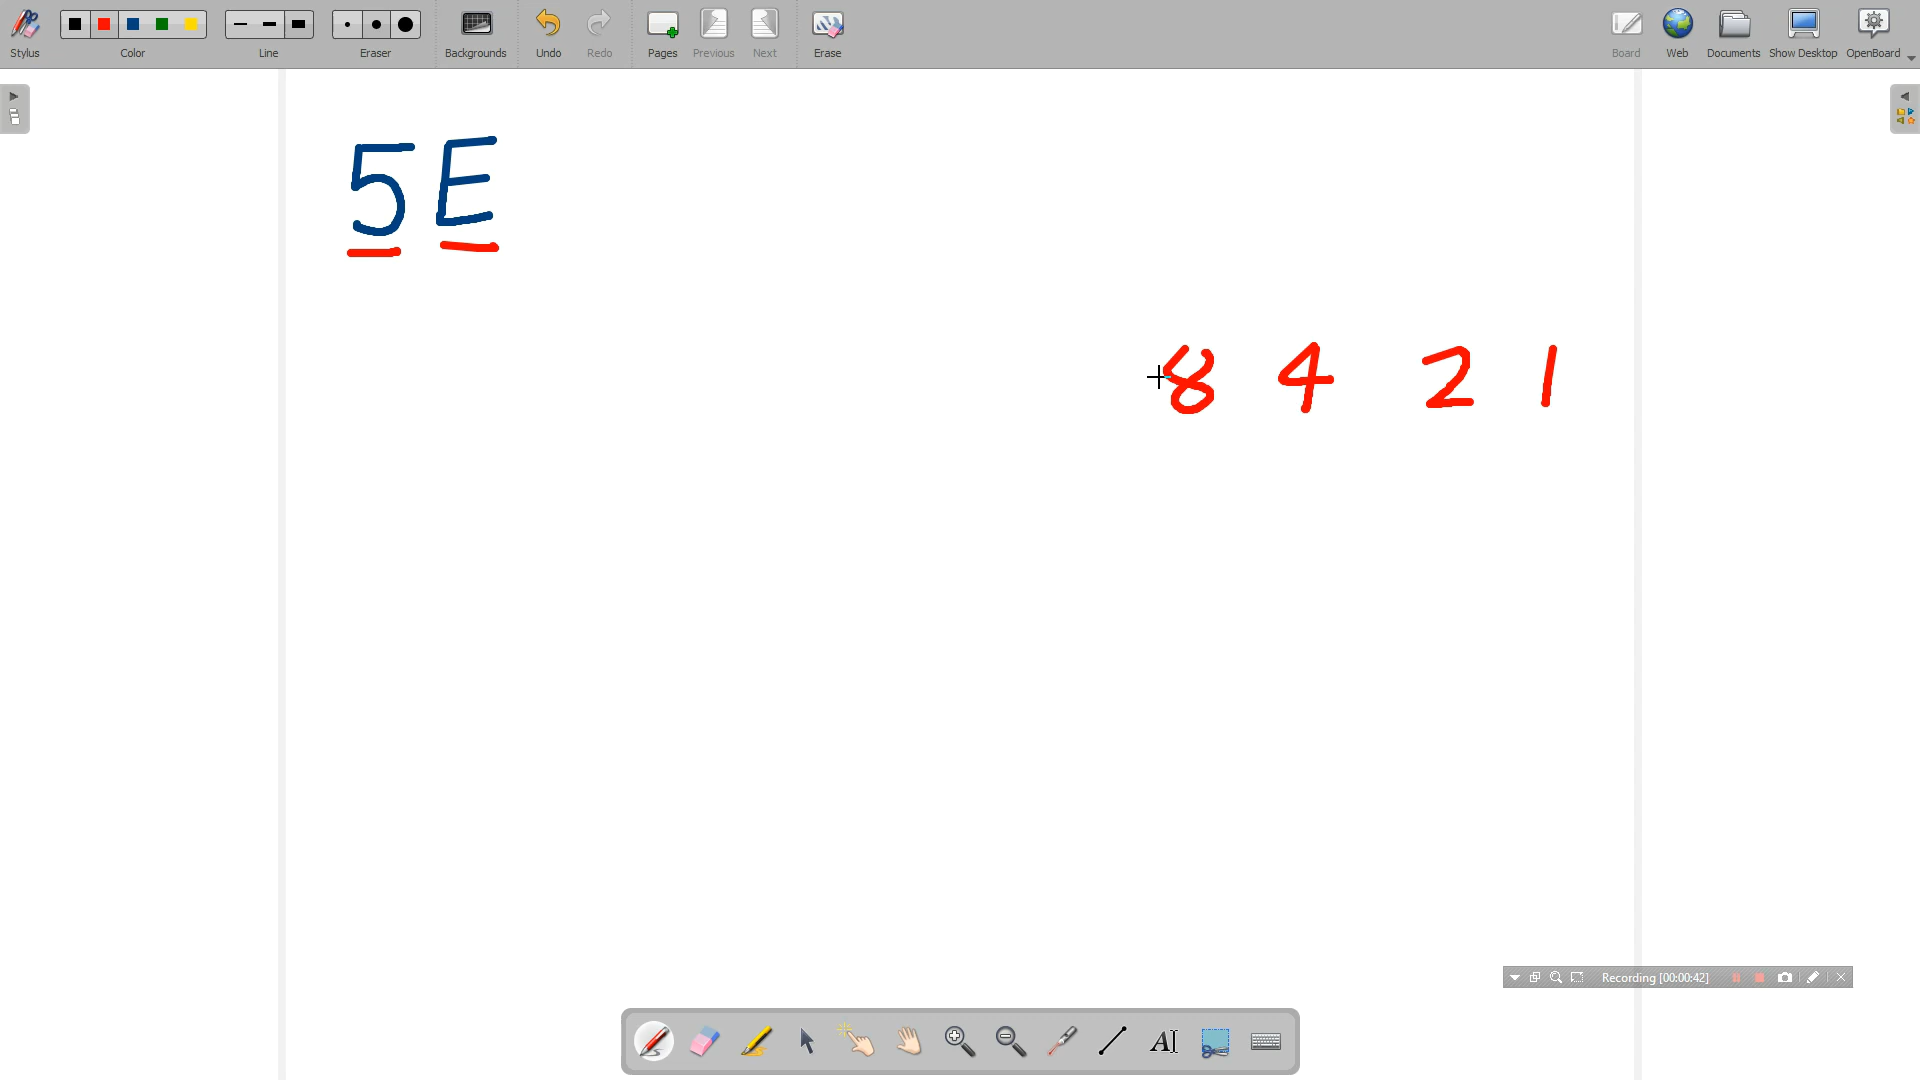 Stylus Color Line Eraser Backgrounds Undo Redo Pages Previous Next Erase Board Web Documents Show Desktop OpenBoard
5E
8 4 2 1
Recording [00:00:42]
AI